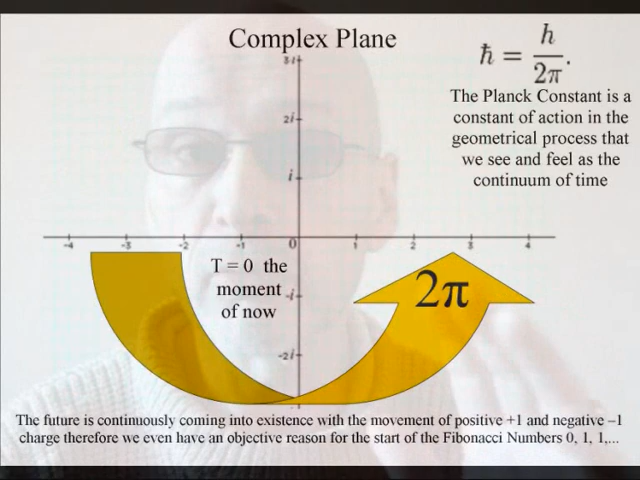 Complex Plane
ħ = h
2π.
The Planck Constant is a
constant of action in the
geometrical process that
we see and feel as the
continuum of time
3i
2i
i
-4 -3 -2 -1 0 1 2 3 4
T = 0 the
moment
of now
-i
2π
-2i
The future is continuously coming into existence with the movement of positive +1 and negative –1
charge therefore we even have an objective reason for the start of the Fibonacci Numbers 0, 1, 1,...